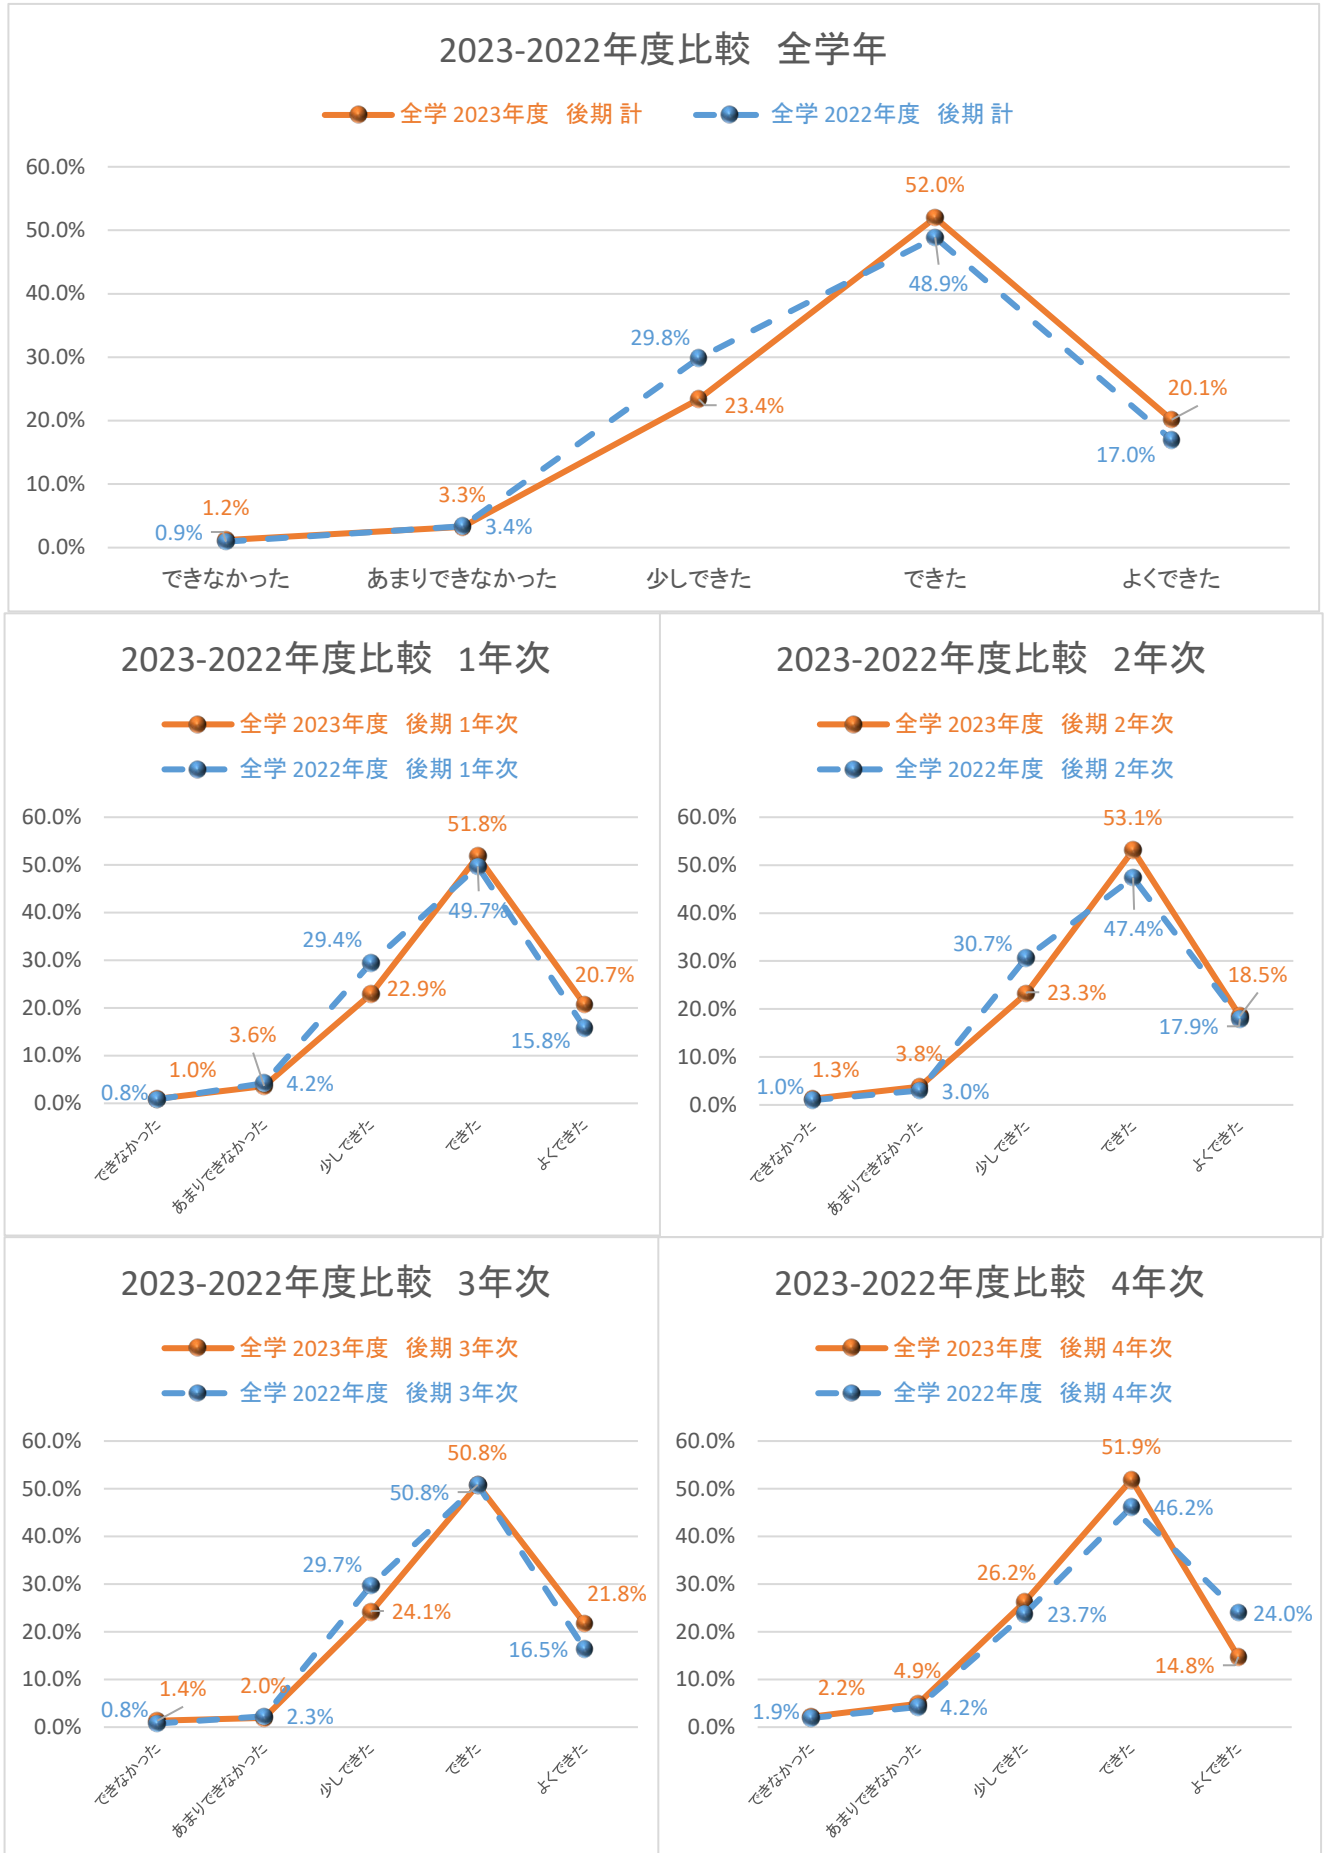 2023-2022年度比較　全学年
全学 2023年度　後期 計　全学 2022年度　後期 計
60.0%
50.0%
40.0%
30.0%
20.0%
10.0%
0.0%
52.0%
48.9%
29.8%
23.4%
20.1%
17.0%
1.2%
0.9%
3.3%
3.4%
できなかった　あまりできなかった　少しできた　できた　よくできた
2023-2022年度比較　1年次
全学 2023年度　後期 1年次
全学 2022年度　後期 1年次
60.0%
50.0%
40.0%
30.0%
20.0%
10.0%
0.0%
51.8%
49.7%
29.4%
22.9%
20.7%
15.8%
3.6%
4.2%
1.0%
0.8%
できなかった
あまりできなかった
少しできた
できた
よくできた
2023-2022年度比較　2年次
全学 2023年度　後期 2年次
全学 2022年度　後期 2年次
60.0%
50.0%
40.0%
30.0%
20.0%
10.0%
0.0%
53.1%
47.4%
30.7%
23.3%
18.5%
17.9%
3.8%
3.0%
1.3%
1.0%
できなかった
あまりできなかった
少しできた
できた
よくできた
2023-2022年度比較　3年次
全学 2023年度　後期 3年次
全学 2022年度　後期 3年次
60.0%
50.0%
40.0%
30.0%
20.0%
10.0%
0.0%
50.8%
50.8%
29.7%
24.1%
21.8%
16.5%
2.0%
2.3%
1.4%
0.8%
できなかった
あまりできなかった
少しできた
できた
よくできた
2023-2022年度比較　4年次
全学 2023年度　後期 4年次
全学 2022年度　後期 4年次
60.0%
50.0%
40.0%
30.0%
20.0%
10.0%
0.0%
51.9%
46.2%
26.2%
23.7%
24.0%
14.8%
4.9%
4.2%
2.2%
1.9%
できなかった
あまりできなかった
少しできた
できた
よくできた